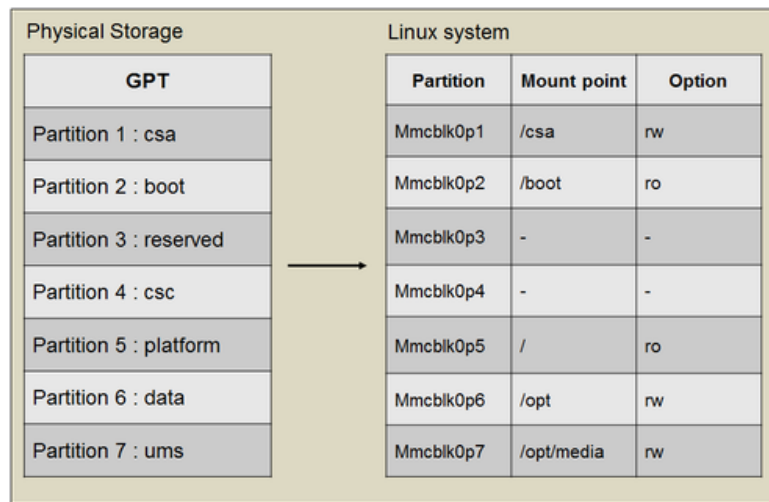 Physical Storage
Linux system
GPT
Partition 1 : csa
Partition 2 : boot
Partition 3 : reserved
Partition 4 : csc
Partition 5 : platform
Partition 6 : data
Partition 7 : ums
Partition Mount point Option
Mmcblk0p1 /csa rw
Mmcblk0p2 /boot ro
Mmcblk0p3 - -
Mmcblk0p4 - -
Mmcblk0p5 / ro
Mmcblk0p6 /opt rw
Mmcblk0p7 /opt/media rw